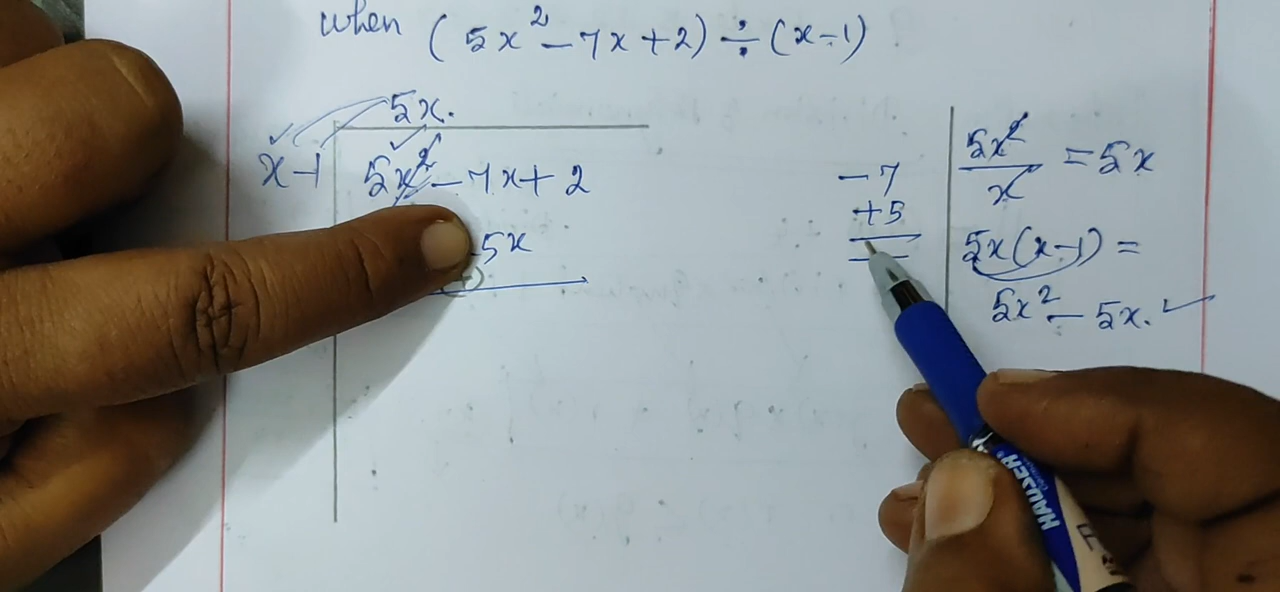 when (5x² - 7x + 2) ÷ (x - 1)
5x.
x - 1 5x² - 7x + 2
5x
- 7
+ 5
5x²/x = 5x
5x(x - 1) =
5x² - 5x. ✓
HAUSER